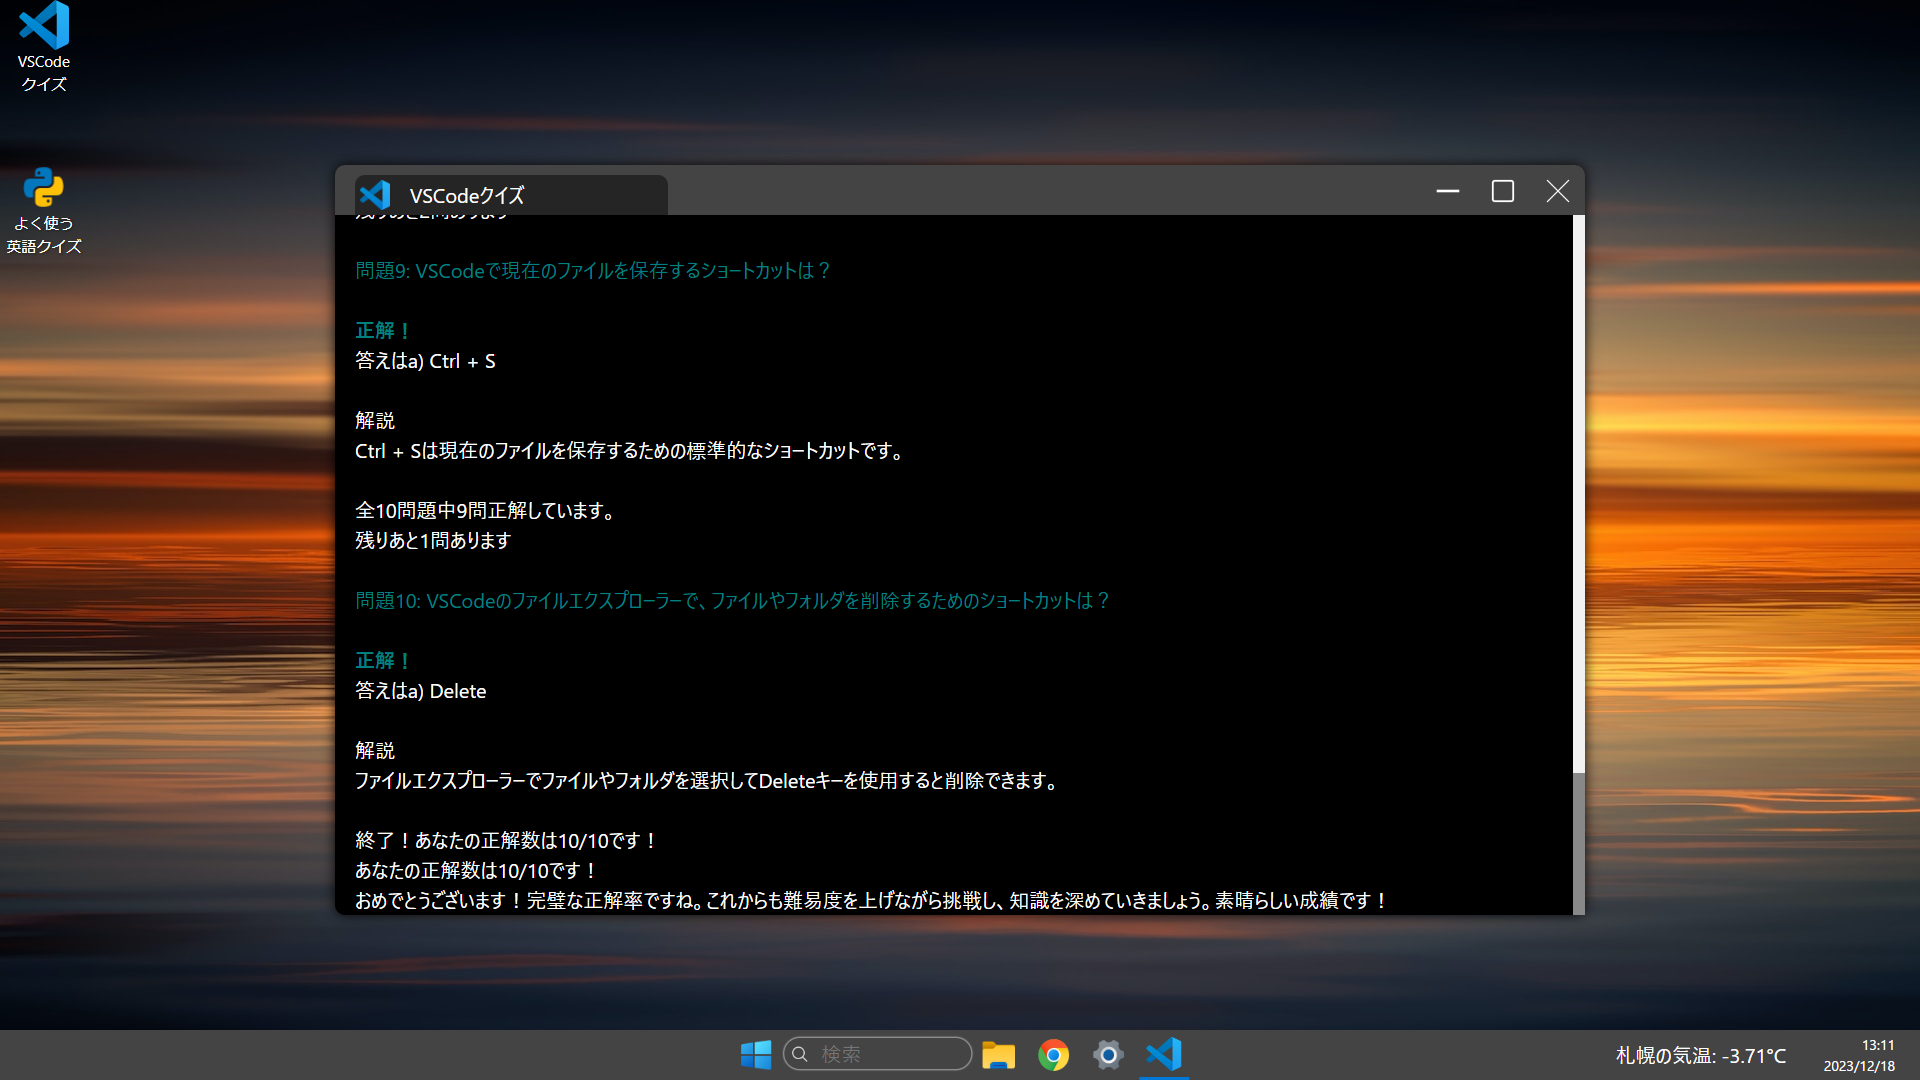 VSCode
クイズ
よく使う
英語クイズ
VSCodeクイズ
問題9: VSCodeで現在のファイルを保存するショートカットは？
正解！
答えはa) Ctrl + S
解説
Ctrl + Sは現在のファイルを保存するための標準的なショートカットです。
全10問題中9問正解しています。
残りあと1問あります
問題10: VSCodeのファイルエクスプローラーで、ファイルやフォルダを削除するためのショートカットは？
正解！
答えはa) Delete
解説
ファイルエクスプローラーでファイルやフォルダを選択してDeleteキーを使用すると削除できます。
終了！あなたの正解数は10/10です！
あなたの正解数は10/10です！
おめでとうございます！完璧な正解率ですね。これからも難易度を上げながら挑戦し、知識を深めていきましょう。素晴らしい成績です！
検索
札幌の気温: -3.71°C
13:11
2023/12/18